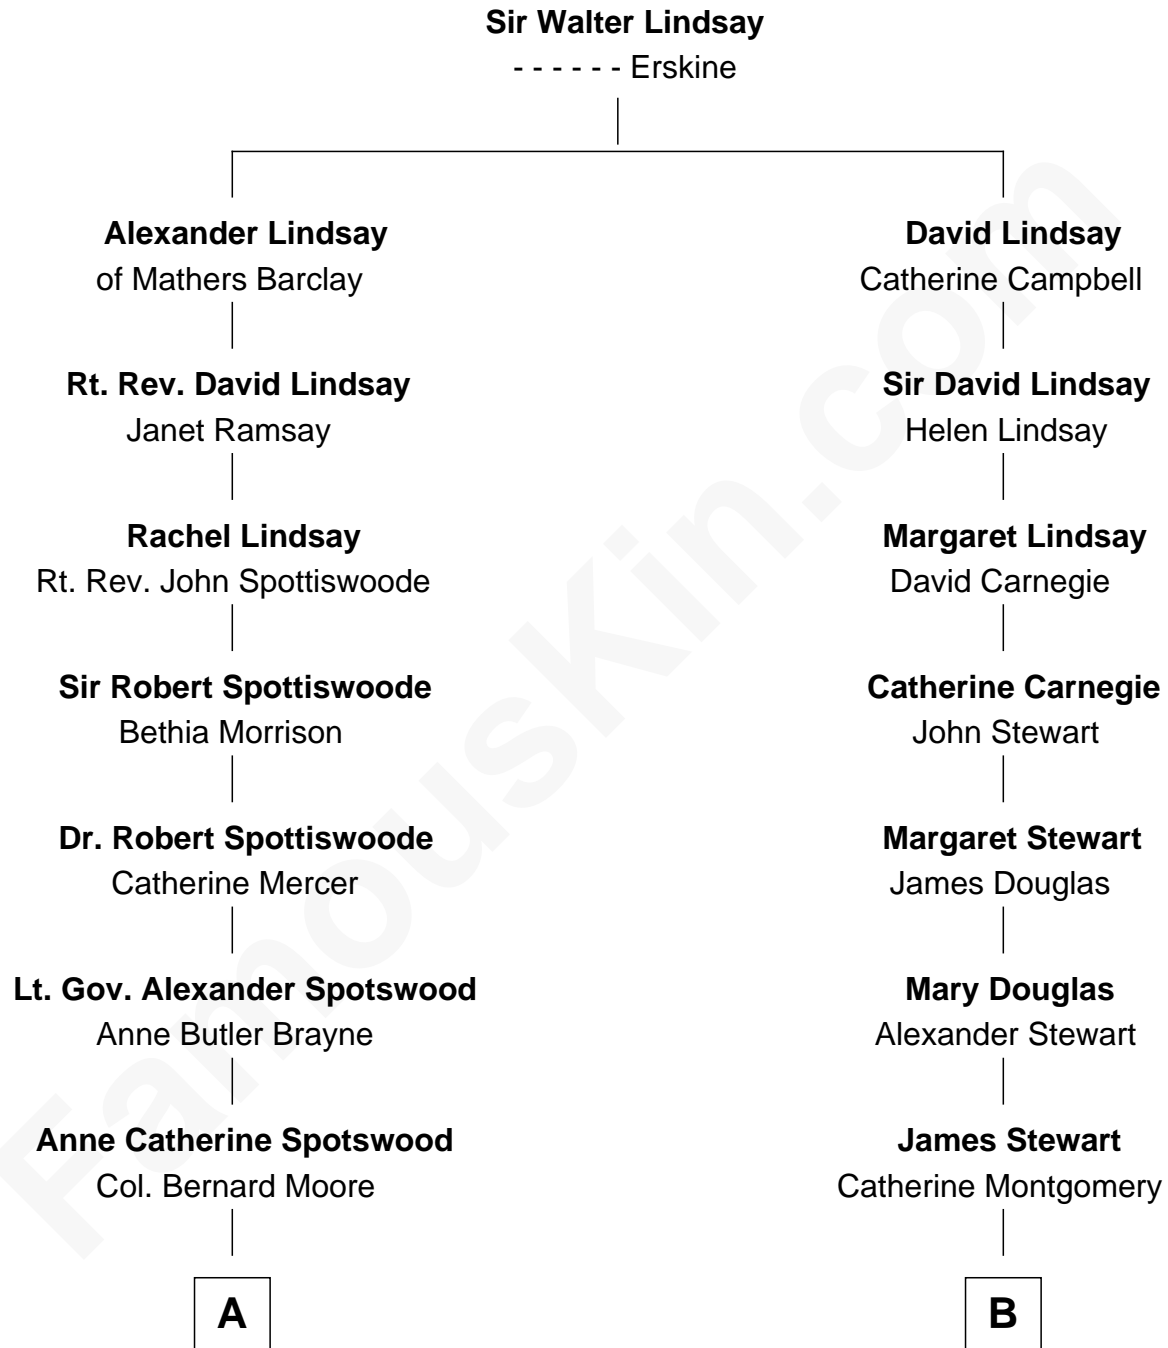 Sir Walter Lindsay
- - - - - - Erskine
Alexander Lindsay
of Mathers Barclay
David Lindsay
Catherine Campbell
Rt. Rev. David Lindsay
Janet Ramsay
Sir David Lindsay
Helen Lindsay
Rachel Lindsay
Rt. Rev. John Spottiswoode
Margaret Lindsay
David Carnegie
Sir Robert Spottiswoode
Bethia Morrison
Catherine Carnegie
John Stewart
Dr. Robert Spottiswoode
Catherine Mercer
Margaret Stewart
James Douglas
Lt. Gov. Alexander Spotswood
Anne Butler Brayne
Mary Douglas
Alexander Stewart
Anne Catherine Spotswood
Col. Bernard Moore
James Stewart
Catherine Montgomery
A
B
FamousKin.com